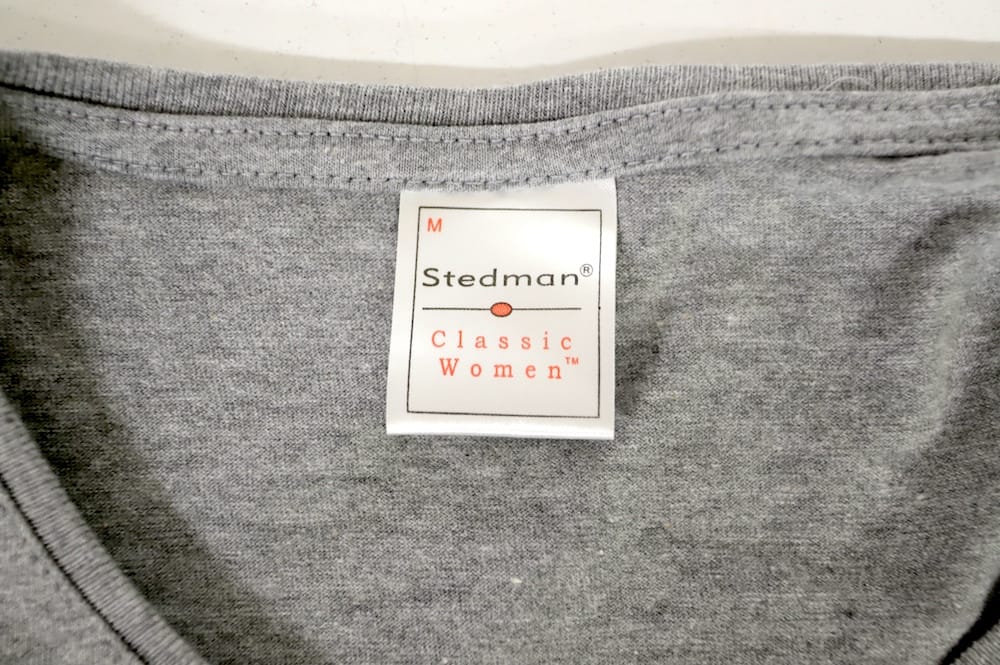 M
Stedman®
Classic
Women™